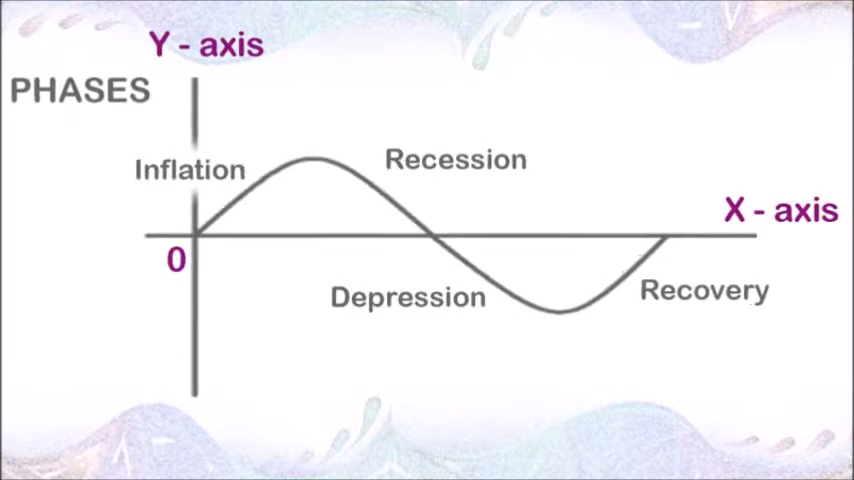 Y - axis
PHASES
Inflation
Recession
X - axis
0
Depression
Recovery